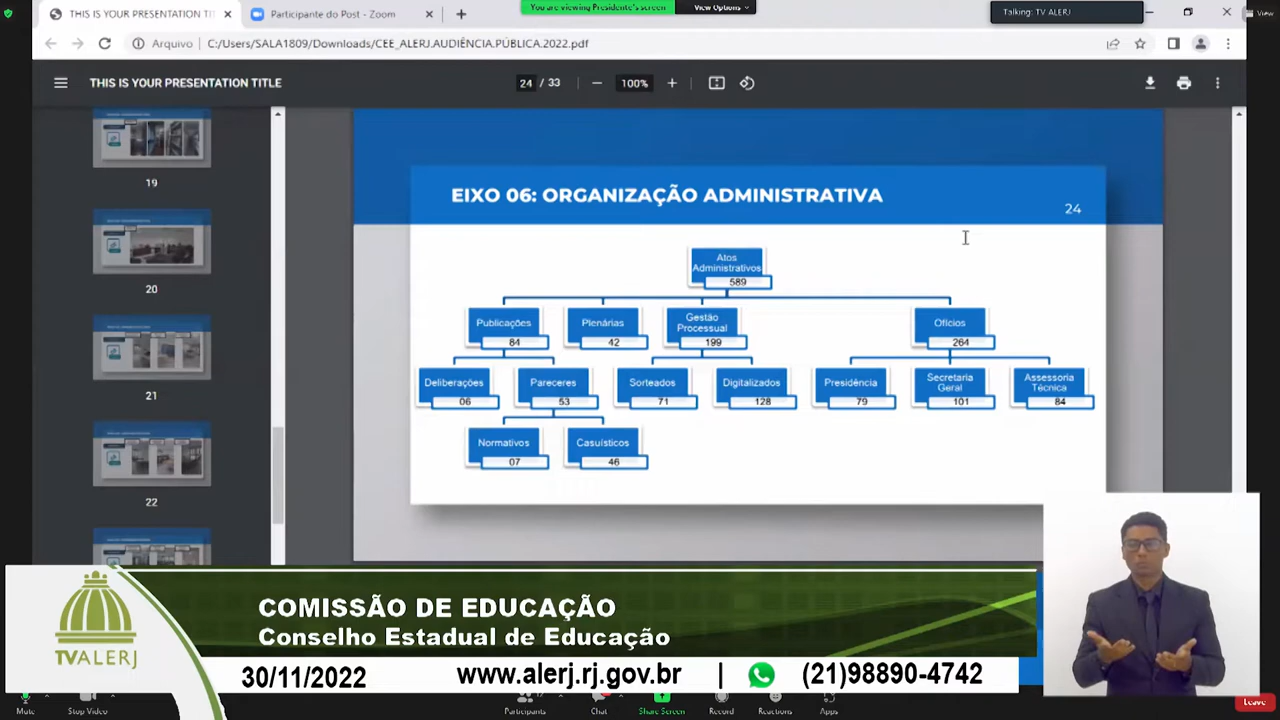 THIS IS YOUR PRESENTATION TIT
Participante do Post - Zoom
You are viewing Presidente's screen
View Options
Talking: TV ALERJ
View
Arquivo
C:/Users/SALA1809/Downloads/CEE_ALERJ.AUDIÊNCIA.PÚBLICA.2022.pdf
THIS IS YOUR PRESENTATION TITLE
24 / 33
100%
19
20
21
22
EIXO 06: ORGANIZAÇÃO ADMINISTRATIVA
24
Atos
Administrativos
589
Publicações
84
Plenárias
42
Gestão
Processual
199
Ofícios
264
Deliberações
06
Pareceres
53
Sorteados
71
Digitalizados
128
Presidência
79
Secretaria
Geral
101
Assessoria
Técnica
84
Normativos
07
Casuísticos
46
TVALERJ
COMISSÃO DE EDUCAÇÃO
Conselho Estadual de Educação
30/11/2022
www.alerj.rj.gov.br | (21)98890-4742
Mute
Stop Video
Participants
Chat
Share Screen
Record
Reactions
Apps
Leave